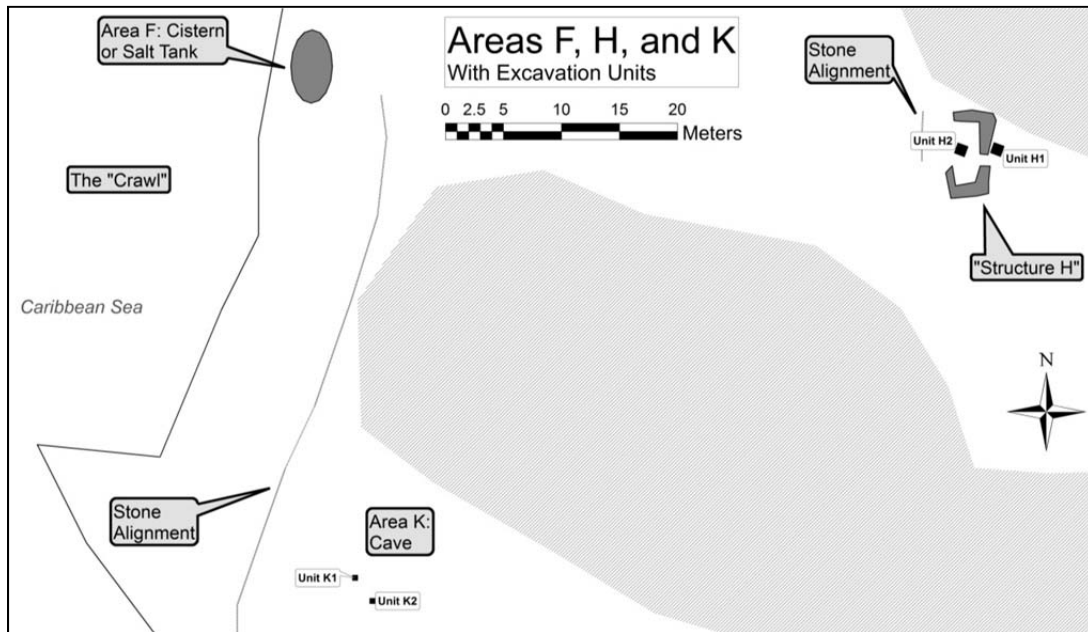 Area F: Cistern
or Salt Tank
Areas F, H, and K
With Excavation Units
0 2.5 5 10 15 20
Meters
Stone
Alignment
Unit H2
Unit H1
The "Crawl"
"Structure H"
Caribbean Sea
N
Stone
Alignment
Area K:
Cave
Unit K1
Unit K2